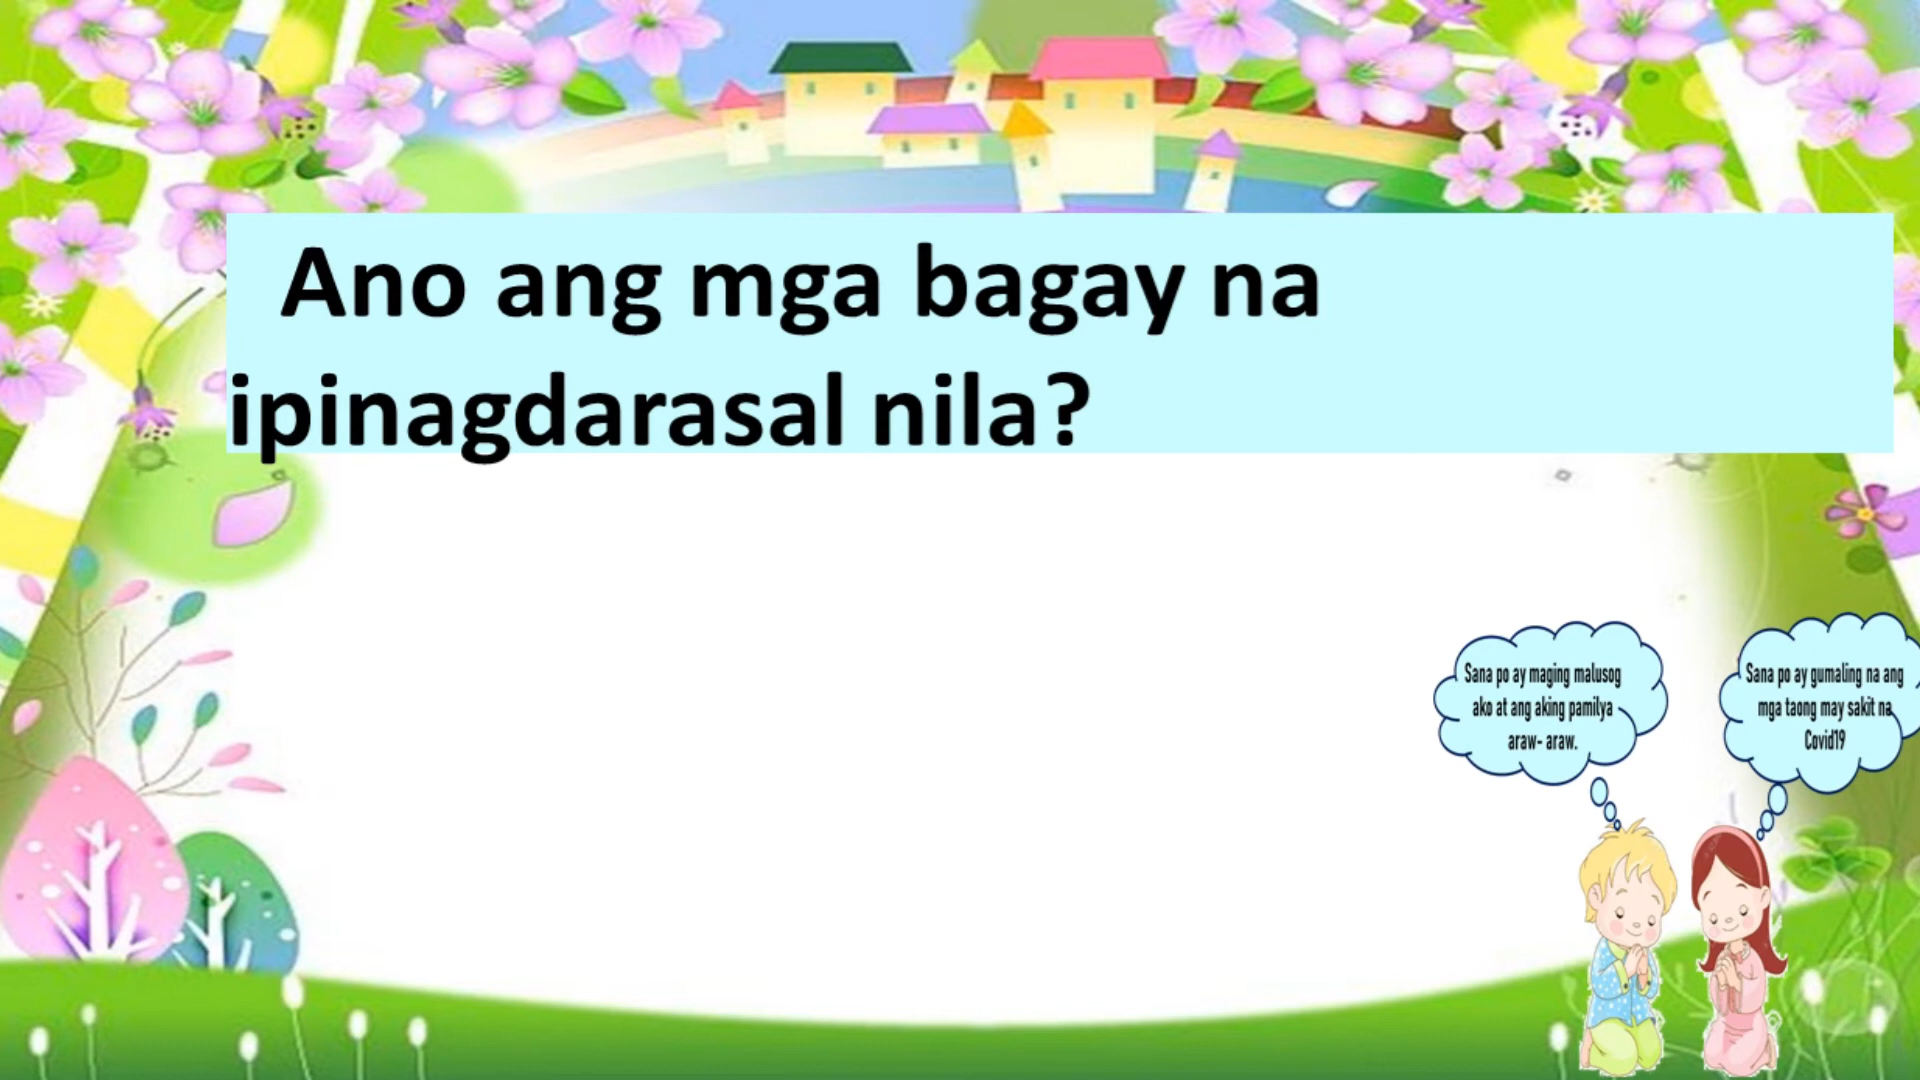 Ano ang mga bagay na
ipinagdarasal nila?
Sana po ay maging malusog
ako at ang aking pamilya
araw- araw.
Sana po ay gumaling na ang
mga taong may sakit na
Covid19